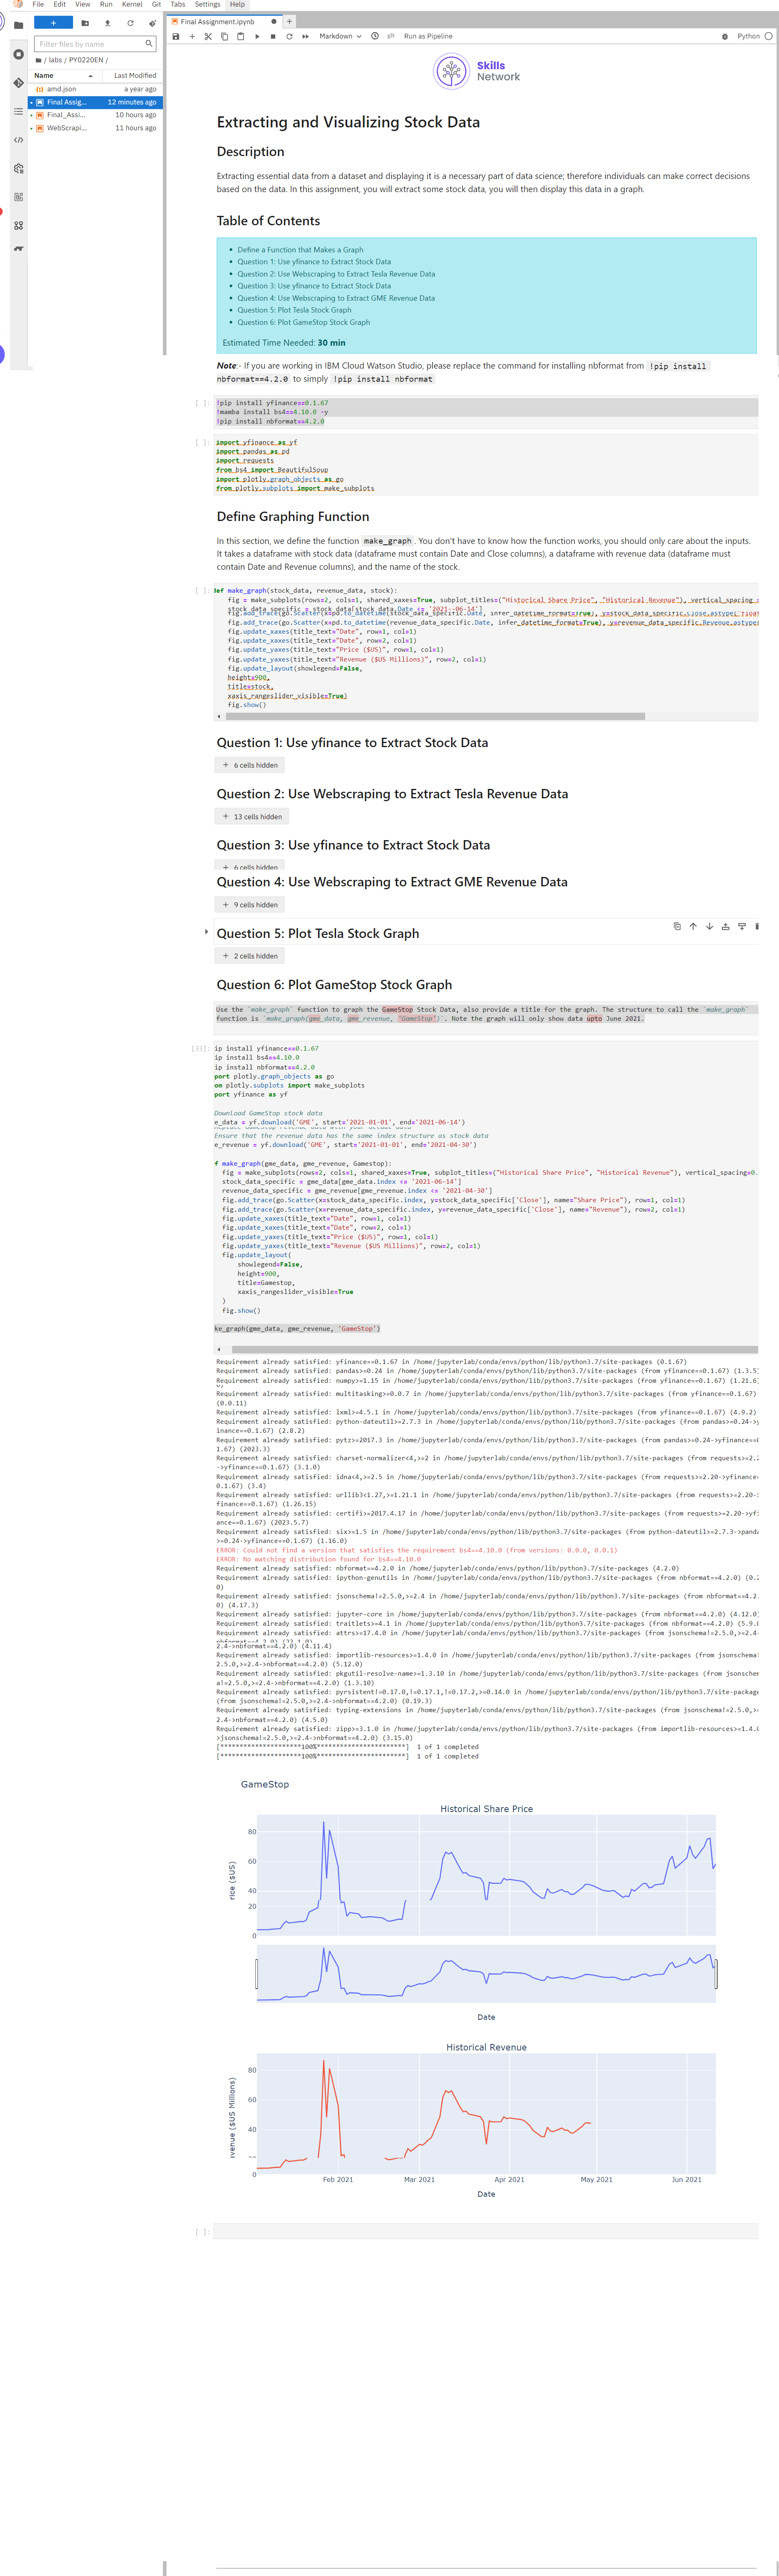 File Edit View Run Kernel Git Tabs Settings Help
Final Assignment.ipynb
Markdown Run as Pipeline Python
Filter files by name
/ labs / PY0220EN /
Name Last Modified
amd.json a year ago
Final Assig... 12 minutes ago
Final_Assi... 10 hours ago
WebScrapi... 11 hours ago
Skills
Network
Extracting and Visualizing Stock Data
Description
Extracting essential data from a dataset and displaying it is a necessary part of data science; therefore individuals can make correct decisions
based on the data. In this assignment, you will extract some stock data, you will then display this data in a graph.
Table of Contents
Define a Function that Makes a Graph
Question 1: Use yfinance to Extract Stock Data
Question 2: Use Webscraping to Extract Tesla Revenue Data
Question 3: Use yfinance to Extract Stock Data
Question 4: Use Webscraping to Extract GME Revenue Data
Question 5: Plot Tesla Stock Graph
Question 6: Plot GameStop Stock Graph
Estimated Time Needed: 30 min
Note:- If you are working in IBM Cloud Watson Studio, please replace the command for installing nbformat from !pip install
nbformat==4.2.0 to simply !pip install nbformat
[ ]: !pip install yfinance==0.1.67
!mamba install bs4==4.10.0 -y
!pip install nbformat==4.2.0
[ ]: import yfinance as yf
import pandas as pd
import requests
from bs4 import BeautifulSoup
import plotly.graph_objects as go
from plotly.subplots import make_subplots
Define Graphing Function
In this section, we define the function make_graph. You don't have to know how the function works, you should only care about the inputs.
It takes a dataframe with stock data (dataframe must contain Date and Close columns), a dataframe with revenue data (dataframe must
contain Date and Revenue columns), and the name of the stock.
[ ]: def make_graph(stock_data, revenue_data, stock):
fig = make_subplots(rows=2, cols=1, shared_xaxes=True, subplot_titles=("Historical Share Price", "Historical Revenue"), vertical_spacing
stock_data_specific = stock_data[stock_data.Date <= '2021--06-14']
fig.add_trace(go.Scatter(x=pd.to_datetime(stock_data_specific.Date, infer_datetime_format=True), y=stock_data_specific.Close.astype("float
fig.add_trace(go.Scatter(x=pd.to_datetime(revenue_data_specific.Date, infer_datetime_format=True), y=revenue_data_specific.Revenue.astype
fig.update_xaxes(title_text="Date", row=1, col=1)
fig.update_xaxes(title_text="Date", row=2, col=1)
fig.update_yaxes(title_text="Price ($US)", row=1, col=1)
fig.update_yaxes(title_text="Revenue ($US Millions)", row=2, col=1)
fig.update_layout(showlegend=False,
height=900,
title=stock,
xaxis_rangeslider_visible=True)
fig.show()
Question 1: Use yfinance to Extract Stock Data
6 cells hidden
Question 2: Use Webscraping to Extract Tesla Revenue Data
13 cells hidden
Question 3: Use yfinance to Extract Stock Data
6 cells hidden
Question 4: Use Webscraping to Extract GME Revenue Data
9 cells hidden
Question 5: Plot Tesla Stock Graph
2 cells hidden
Question 6: Plot GameStop Stock Graph
Use the `make_graph` function to graph the GameStop Stock Data, also provide a title for the graph. The structure to call the `make_graph`
function is `make_graph(gme_data, gme_revenue, 'GameStop')`. Note the graph will only show data upto June 2021.
[33]: ip install yfinance==0.1.67
ip install bs4==4.10.0
ip install nbformat==4.2.0
port plotly.graph_objects as go
om plotly.subplots import make_subplots
port yfinance as yf
Download GameStop stock data
e_data = yf.download('GME', start='2021-01-01', end='2021-06-14')
Ensure that the revenue data has the same index structure as stock data
e_revenue = yf.download('GME', start='2021-01-01', end='2021-04-30')
f make_graph(gme_data, gme_revenue, Gamestop):
fig = make_subplots(rows=2, cols=1, shared_xaxes=True, subplot_titles=("Historical Share Price", "Historical Revenue"), vertical_spacing=0.
stock_data_specific = gme_data[gme_data.index <= '2021-06-14']
revenue_data_specific = gme_revenue[gme_revenue.index <= '2021-04-30']
fig.add_trace(go.Scatter(x=stock_data_specific.index, y=stock_data_specific['Close'], name="Share Price"), row=1, col=1)
fig.add_trace(go.Scatter(x=revenue_data_specific.index, y=revenue_data_specific['Close'], name="Revenue"), row=2, col=1)
fig.update_xaxes(title_text="Date", row=1, col=1)
fig.update_xaxes(title_text="Date", row=2, col=1)
fig.update_yaxes(title_text="Price ($US)", row=1, col=1)
fig.update_yaxes(title_text="Revenue ($US Millions)", row=2, col=1)
fig.update_layout(
showlegend=False,
height=900,
title=Gamestop,
xaxis_rangeslider_visible=True
)
fig.show()
ke_graph(gme_data, gme_revenue, 'GameStop')
Requirement already satisfied: yfinance==0.1.67 in /home/jupyterlab/conda/envs/python/lib/python3.7/site-packages (0.1.67)
Requirement already satisfied: pandas>=0.24 in /home/jupyterlab/conda/envs/python/lib/python3.7/site-packages (from yfinance==0.1.67) (1.3.5)
Requirement already satisfied: numpy>=1.15 in /home/jupyterlab/conda/envs/python/lib/python3.7/site-packages (from yfinance==0.1.67) (1.21.6
Requirement already satisfied: multitasking>=0.0.7 in /home/jupyterlab/conda/envs/python/lib/python3.7/site-packages (from yfinance==0.1.67)
(0.0.11)
Requirement already satisfied: lxml>=4.5.1 in /home/jupyterlab/conda/envs/python/lib/python3.7/site-packages (from yfinance==0.1.67) (4.9.2)
Requirement already satisfied: python-dateutil>=2.7.3 in /home/jupyterlab/conda/envs/python/lib/python3.7/site-packages (from pandas>=0.24->y
inance==0.1.67) (2.8.2)
Requirement already satisfied: pytz>=2017.3 in /home/jupyterlab/conda/envs/python/lib/python3.7/site-packages (from pandas>=0.24->yfinance==
1.67) (2023.3)
Requirement already satisfied: charset-normalizer<4,>=2 in /home/jupyterlab/conda/envs/python/lib/python3.7/site-packages (from requests>=2.2
->yfinance==0.1.67) (3.1.0)
Requirement already satisfied: idna<4,>=2.5 in /home/jupyterlab/conda/envs/python/lib/python3.7/site-packages (from requests>=2.20->yfinance==
0.1.67) (3.4)
Requirement already satisfied: urllib3<1.27,>=1.21.1 in /home/jupyterlab/conda/envs/python/lib/python3.7/site-packages (from requests>=2.20->
finance==0.1.67) (1.26.15)
Requirement already satisfied: certifi>=2017.4.17 in /home/jupyterlab/conda/envs/python/lib/python3.7/site-packages (from requests>=2.20->yfi
ance==0.1.67) (2023.5.7)
Requirement already satisfied: six>=1.5 in /home/jupyterlab/conda/envs/python/lib/python3.7/site-packages (from python-dateutil>=2.7.3->panda
>=0.24->yfinance==0.1.67) (1.16.0)
ERROR: Could not find a version that satisfies the requirement bs4==4.10.0 (from versions: 0.0.0, 0.0.1)
ERROR: No matching distribution found for bs4==4.10.0
Requirement already satisfied: nbformat==4.2.0 in /home/jupyterlab/conda/envs/python/lib/python3.7/site-packages (4.2.0)
Requirement already satisfied: ipython-genutils in /home/jupyterlab/conda/envs/python/lib/python3.7/site-packages (from nbformat==4.2.0) (0.2
0)
Requirement already satisfied: jsonschema!=2.5.0,>=2.4 in /home/jupyterlab/conda/envs/python/lib/python3.7/site-packages (from nbformat==4.2.
0) (4.17.3)
Requirement already satisfied: jupyter-core in /home/jupyterlab/conda/envs/python/lib/python3.7/site-packages (from nbformat==4.2.0) (4.12.0)
Requirement already satisfied: traitlets>=4.1 in /home/jupyterlab/conda/envs/python/lib/python3.7/site-packages (from nbformat==4.2.0) (5.9.0
Requirement already satisfied: attrs>=17.4.0 in /home/jupyterlab/conda/envs/python/lib/python3.7/site-packages (from jsonschema!=2.5.0,>=2.4-
2.4->nbformat==4.2.0) (4.11.4)
Requirement already satisfied: importlib-resources>=1.4.0 in /home/jupyterlab/conda/envs/python/lib/python3.7/site-packages (from jsonschema!
2.5.0,>=2.4->nbformat==4.2.0) (5.12.0)
Requirement already satisfied: pkgutil-resolve-name>=1.3.10 in /home/jupyterlab/conda/envs/python/lib/python3.7/site-packages (from jsonschem
a!=2.5.0,>=2.4->nbformat==4.2.0) (1.3.10)
Requirement already satisfied: pyrsistent!=0.17.0,!=0.17.1,!=0.17.2,>=0.14.0 in /home/jupyterlab/conda/envs/python/lib/python3.7/site-package
(from jsonschema!=2.5.0,>=2.4->nbformat==4.2.0) (0.19.3)
Requirement already satisfied: typing-extensions in /home/jupyterlab/conda/envs/python/lib/python3.7/site-packages (from jsonschema!=2.5.0,>=
2.4->nbformat==4.2.0) (4.5.0)
Requirement already satisfied: zipp>=3.1.0 in /home/jupyterlab/conda/envs/python/lib/python3.7/site-packages (from importlib-resources>=1.4.0
>jsonschema!=2.5.0,>=2.4->nbformat==4.2.0) (3.15.0)
[*********************100%***********************]  1 of 1 completed
[*********************100%***********************]  1 of 1 completed
GameStop
Historical Share Price
80
60
40
20
0
rice ($US)
Date
Historical Revenue
80
60
40
0
venue ($US Millions)
Feb 2021 Mar 2021 Apr 2021 May 2021 Jun 2021
Date
[ ]: